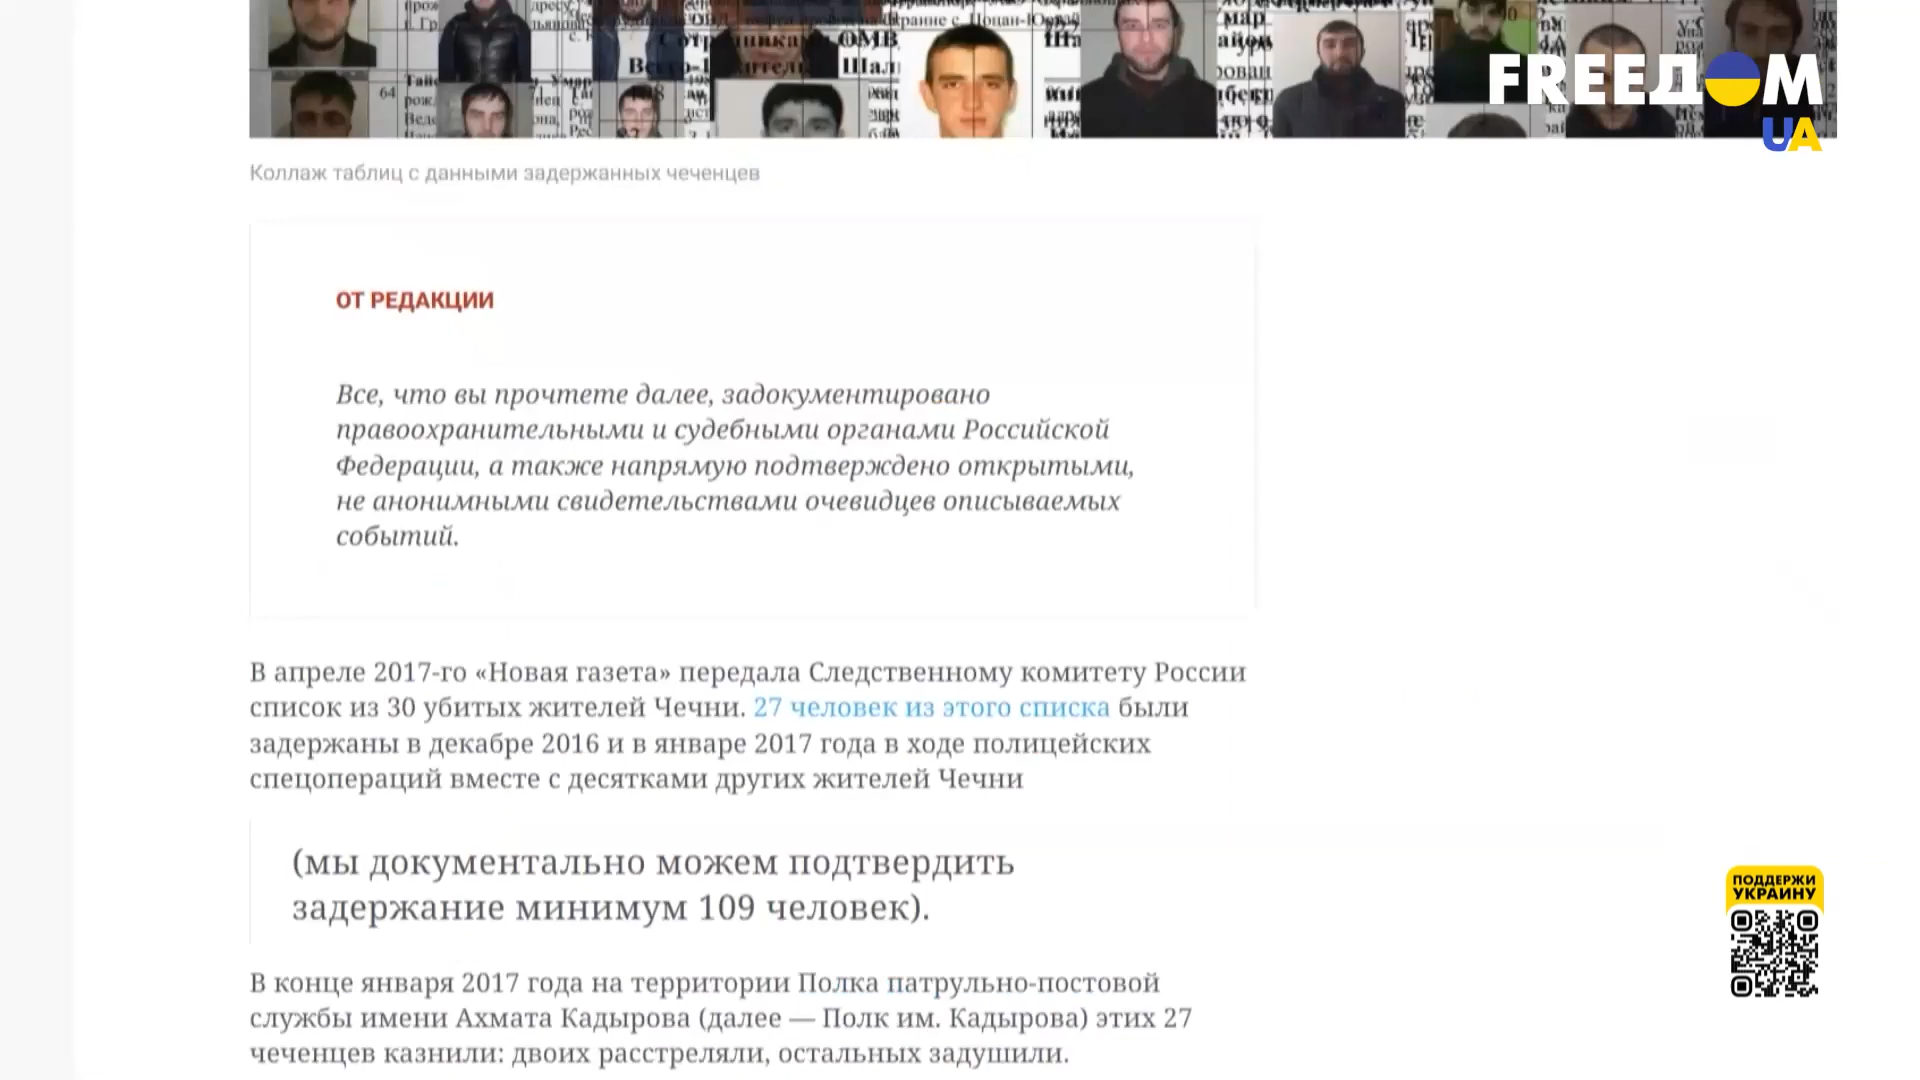 64
FREEДOM
UA
Коллаж таблиц с данными задержанных чеченцев
ОТ РЕДАКЦИИ
Все, что вы прочтете далее, задокументировано
правоохранительными и судебными органами Российской
Федерации, а также напрямую подтверждено открытыми,
не анонимными свидетельствами очевидцев описываемых
событий.
В апреле 2017-го «Новая газета» передала Следственному комитету России
список из 30 убитых жителей Чечни. 27 человек из этого списка были
задержаны в декабре 2016 и в январе 2017 года в ходе полицейских
спецопераций вместе с десятками других жителей Чечни
(мы документально можем подтвердить
задержание минимум 109 человек).
ПОДДЕРЖИ
УКРАИНУ
В конце января 2017 года на территории Полка патрульно-постовой
службы имени Ахмата Кадырова (далее — Полк им. Кадырова) этих 27
чеченцев казнили: двоих расстреляли, остальных задушили.